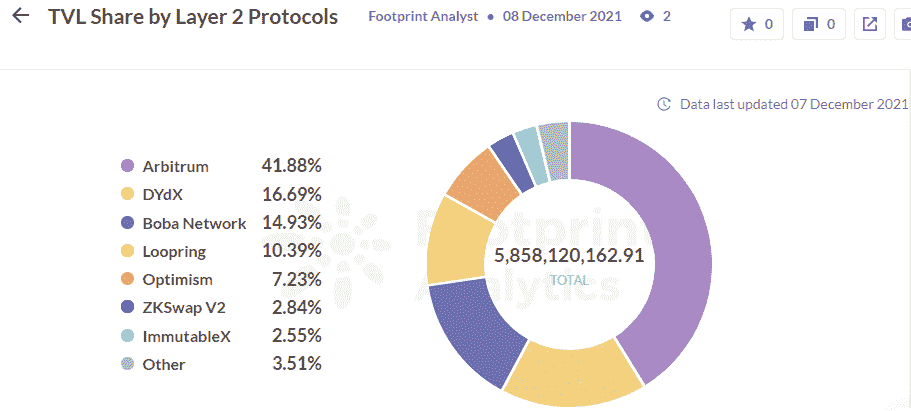 TVL Share by Layer 2 Protocols
Footprint Analyst • 08 December 2021 2
0 0
Data last updated 07 December 2021
Arbitrum 41.88%
DYdX 16.69%
Boba Network 14.93%
Loopring 10.39%
Optimism 7.23%
ZKSwap V2 2.84%
ImmutableX 2.55%
Other 3.51%
Footprint
Analytics
5,858,120,162.91
TOTAL